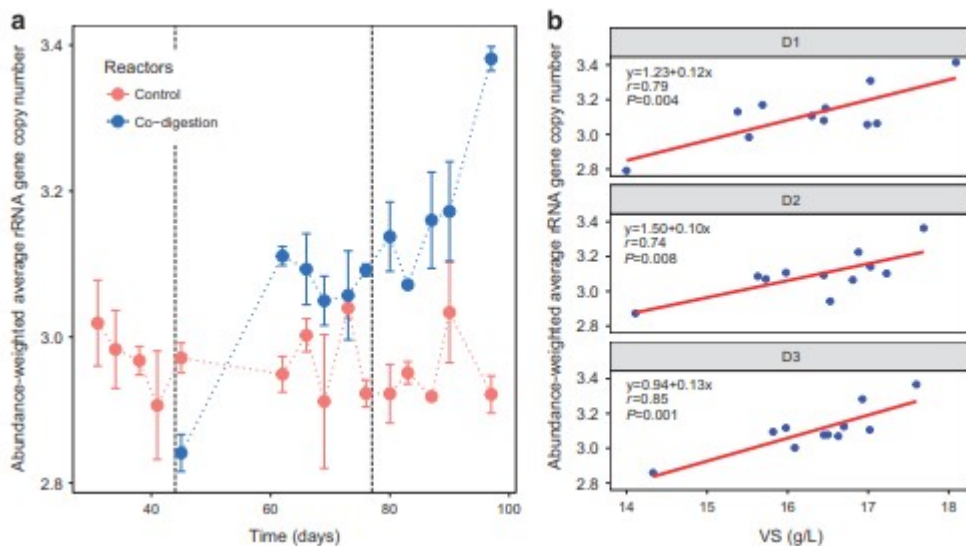 a
Abundance-weighted average rRNA gene copy number
3.4
3.2
3.0
2.8
Reactors
Control
Co-digestion
40
60
80
100
Time (days)
b
Abundance-weighted average rRNA gene copy number
D1
3.4
3.2
3.0
2.8
y=1.23+0.12x
r=0.79
P=0.004
D2
3.4
3.2
3.0
2.8
2.6
y=1.50+0.10x
r=0.74
P=0.008
D3
3.4
3.2
3.0
2.8
y=0.94+0.13x
r=0.85
P=0.001
14
15
16
17
18
VS (g/L)